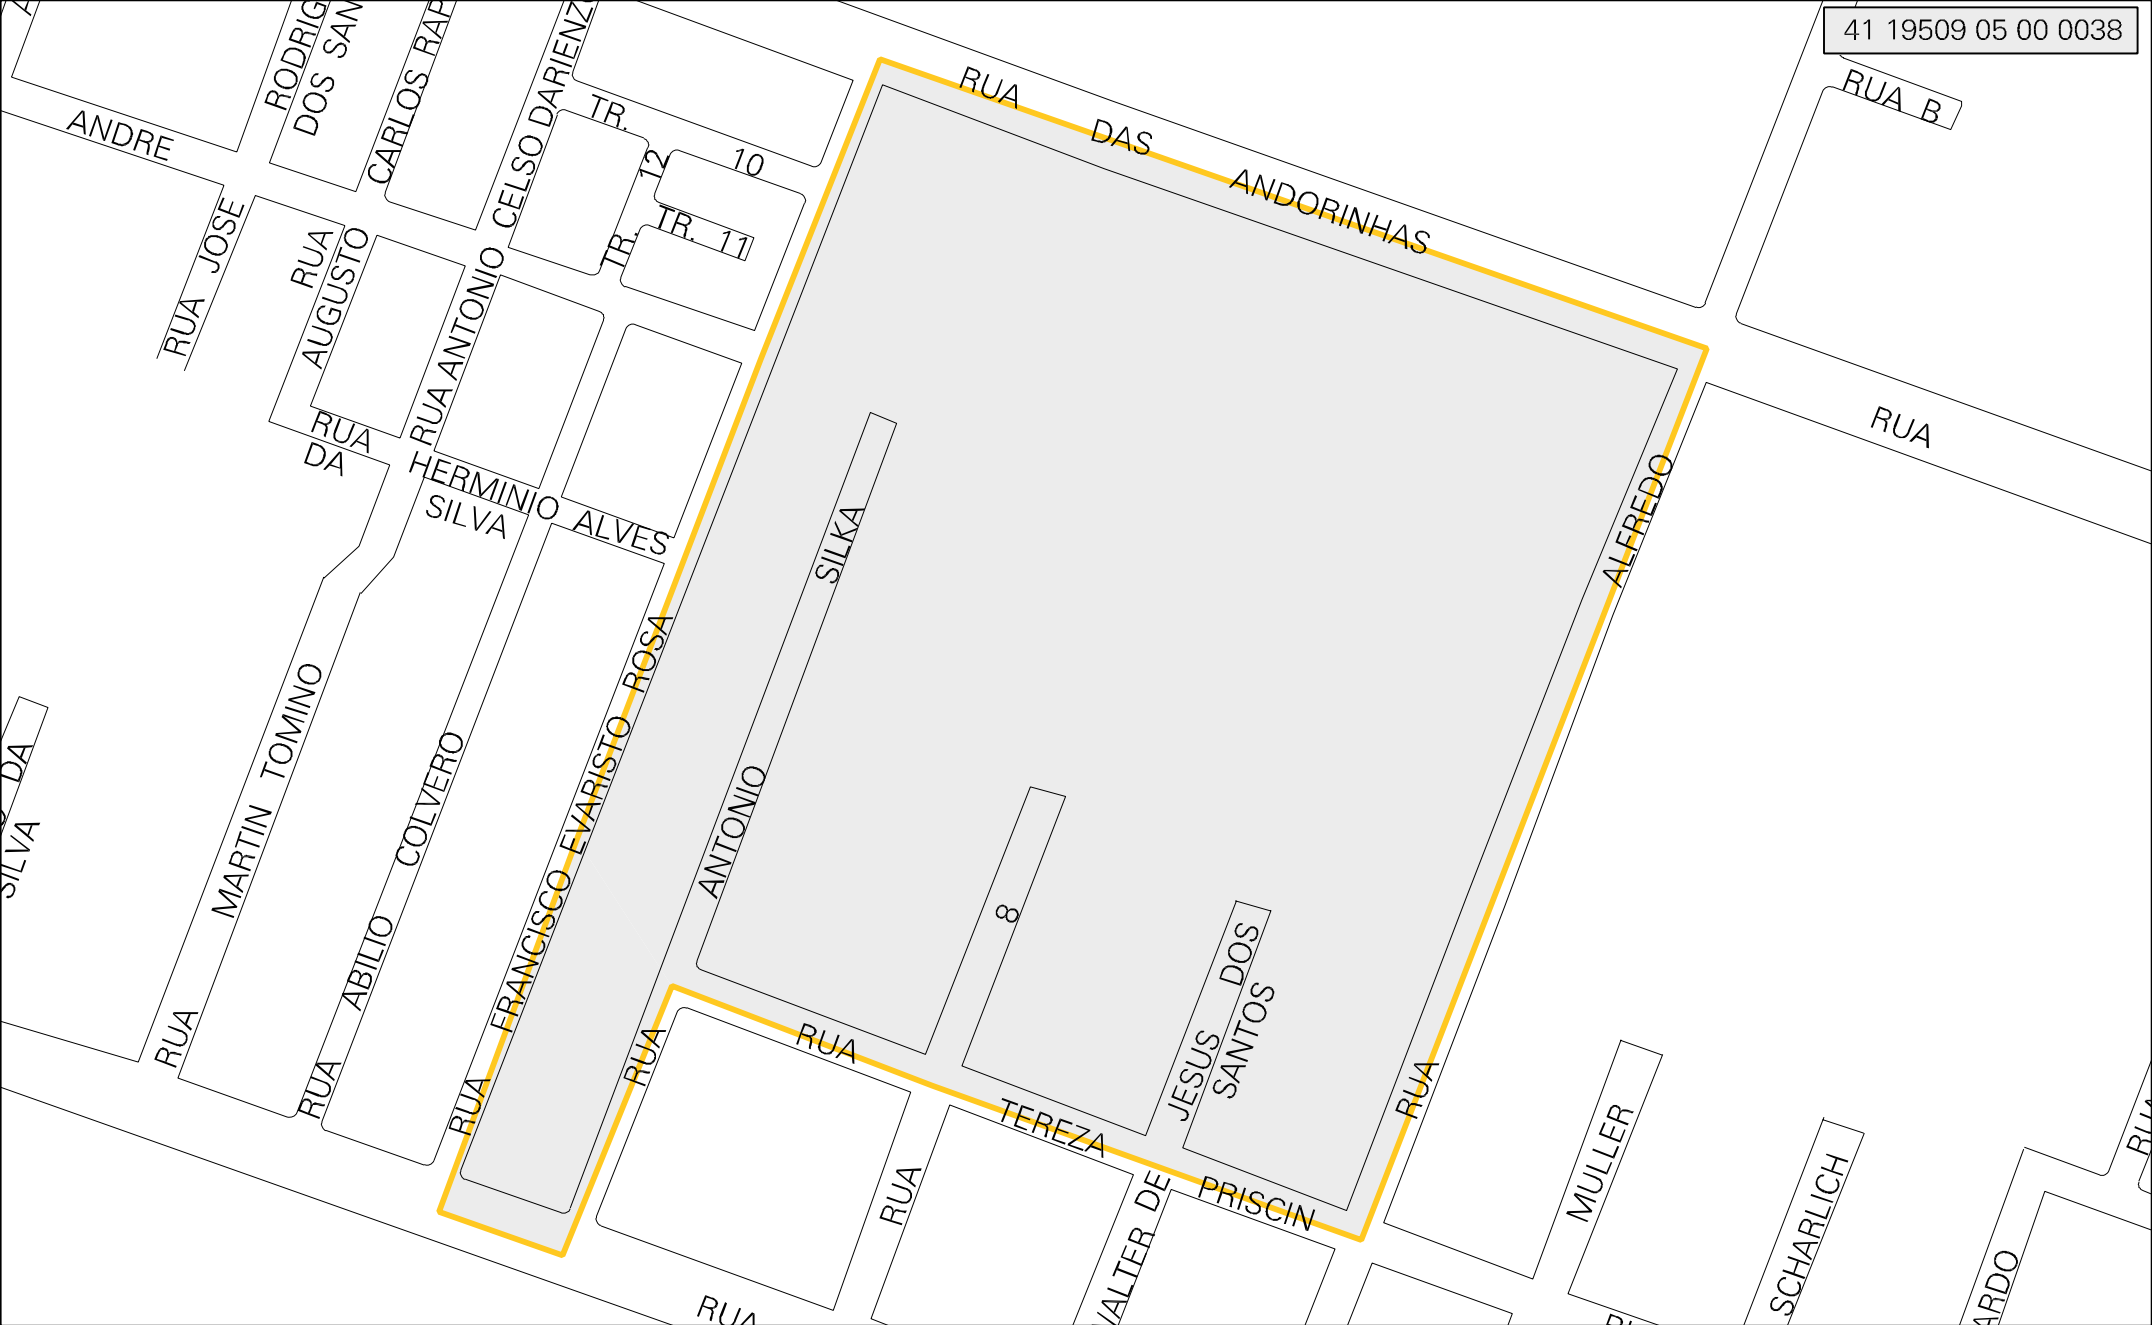 41 19509 05 00 0038
RUA B
RODRIG
DOS SAN
CARLOS RAP
RUA ANTONIO CELSO DARIENZO
ANDRE
RUA JOSE
RUA AUGUSTO
TR. 10
TR. 12
TR. 11
RUA DAS ANDORINHAS
RUA
RUA HERMINIO ALVES
DA SILVA
RUA ALFREDO
RUA ANTONIO SILKA
RUA FRANCISCO EVARISTO ROSA
RUA MARTIN TOMINO
RUA ABILIO COLVERO
DA
SILVA
8
JESUS DOS
SANTOS
RUA TEREZA PRISCIN
RUA
VALTER DE
MULLER
SCHARLICH
ARDO
RUA
RUA